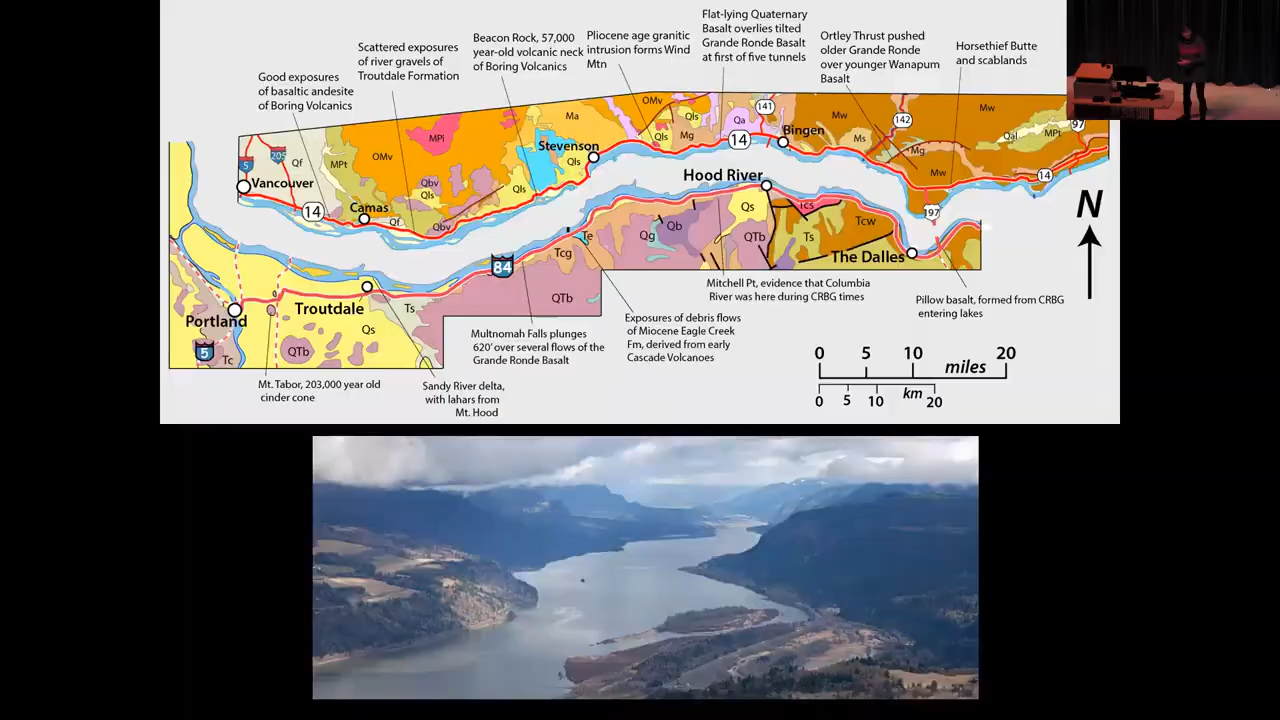 Good exposures
of basaltic andesite
of Boring Volcanics
Scattered exposures
of river gravels of
Troutdale Formation
Beacon Rock, 57,000
year-old volcanic neck
of Boring Volcanics
Pliocene age granitic
intrusion forms Wind
Mtn
Flat-lying Quaternary
Basalt overlies tilted
Grande Ronde Basalt
at first of five tunnels
Ortley Thrust pushed
older Grande Ronde
over younger Wanapum
Basalt
Horsethief Butte
and scablands
5
205
Qf
MPt
OMv
MPi
Qbv
Qls
Qls
Ma
Qls
OMv
Qls
Qls
Mg
Qa
141
14
Mw
142
Ms
Mg
Mw
Mw
Qal
MPt
97
14
Vancouver
14
Camas
Qf
Qbv
Stevenson
Bingen
Hood River
197
Portland
5
Tc
QTb
Troutdale
Qs
Ts
84
QTb
Tcg
Te
Qg
Qb
Qs
QTb
Tcs
Ts
Tcw
The Dalles
N
Mt. Tabor, 203,000 year old
cinder cone
Sandy River delta,
with lahars from
Mt. Hood
Multnomah Falls plunges
620' over several flows of the
Grande Ronde Basalt
Exposures of debris flows
of Miocene Eagle Creek
Fm, derived from early
Cascade Volcanoes
Mitchell Pt, evidence that Columbia
River was here during CRBG times
Pillow basalt, formed from CRBG
entering lakes
0 5 10 20
miles
0 5 10 km 20